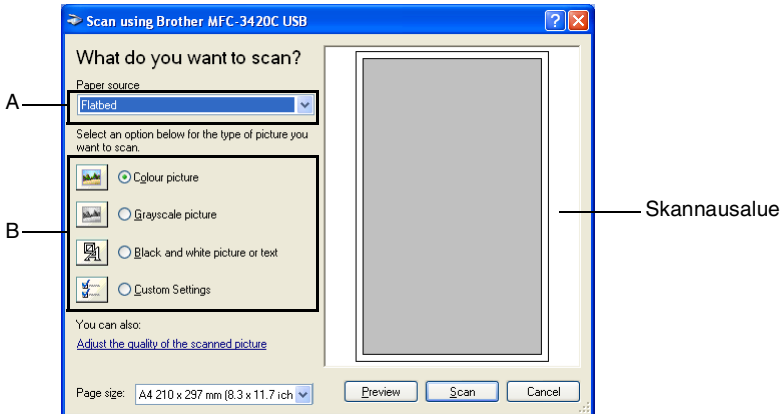 Scan using Brother MFC-3420C USB
What do you want to scan?
Paper source
A
Flatbed
Select an option below for the type of picture you
want to scan.
Colour picture
Grayscale picture
B
Black and white picture or text
Custom Settings
Skannausalue
You can also:
Adjust the quality of the scanned picture
Page size:
A4 210 x 297 mm (8.3 x 11.7 ich
Preview
Scan
Cancel